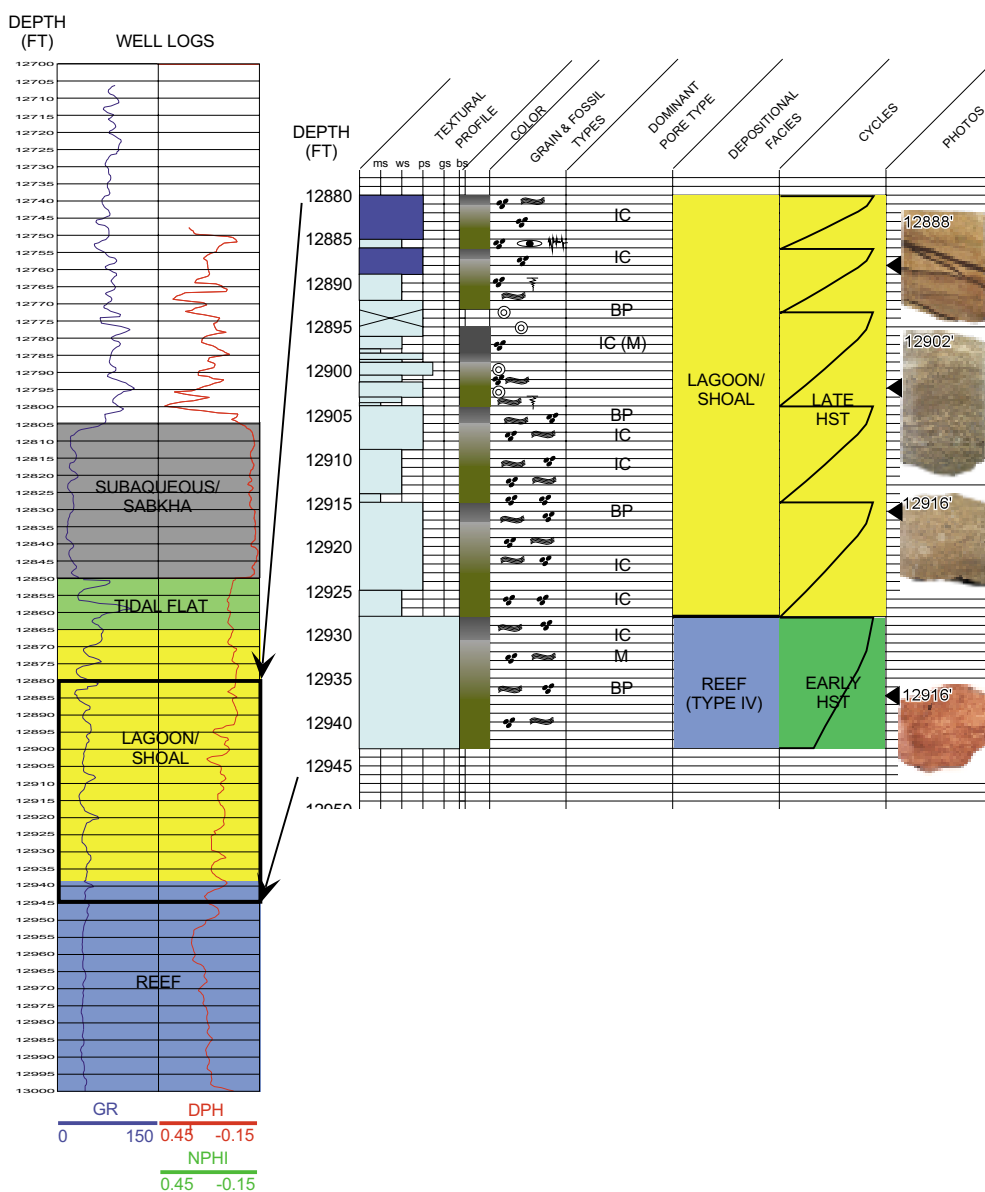 DEPTH
(FT)
WELL LOGS
12700
12705
12710
12715
12720
12725
12730
12735
12740
12745
12750
12755
12760
12765
12770
12775
12780
12785
12790
12795
12800
12805
12810
12815
12820
12825
12830
12835
12840
12845
12850
12855
12860
12865
12870
12875
12880
12885
12890
12895
12900
12905
12910
12915
12920
12925
12930
12935
12940
12945
12950
12955
12960
12965
12970
12975
12980
12985
12990
12995
13000
SUBAQUEOUS/
SABKHA
TIDAL FLAT
LAGOON/
SHOAL
REEF
GR
0 150
DPH
0.45 -0.15
NPHI
0.45 -0.15
DEPTH
(FT)
TEXTURAL
PROFILE
COLOR
GRAIN & FOSSIL
TYPES
DOMINANT
PORE TYPE
DEPOSITIONAL
FACIES
CYCLES
PHOTOS
ms ws ps gs bs
12880
12885
12890
12895
12900
12905
12910
12915
12920
12925
12930
12935
12940
12945
12950
IC
IC
BP
IC (M)
BP
IC
IC
BP
IC
IC
IC
M
BP
LAGOON/
SHOAL
REEF
(TYPE IV)
LATE
HST
EARLY
HST
12888'
12902'
12916'
12916'